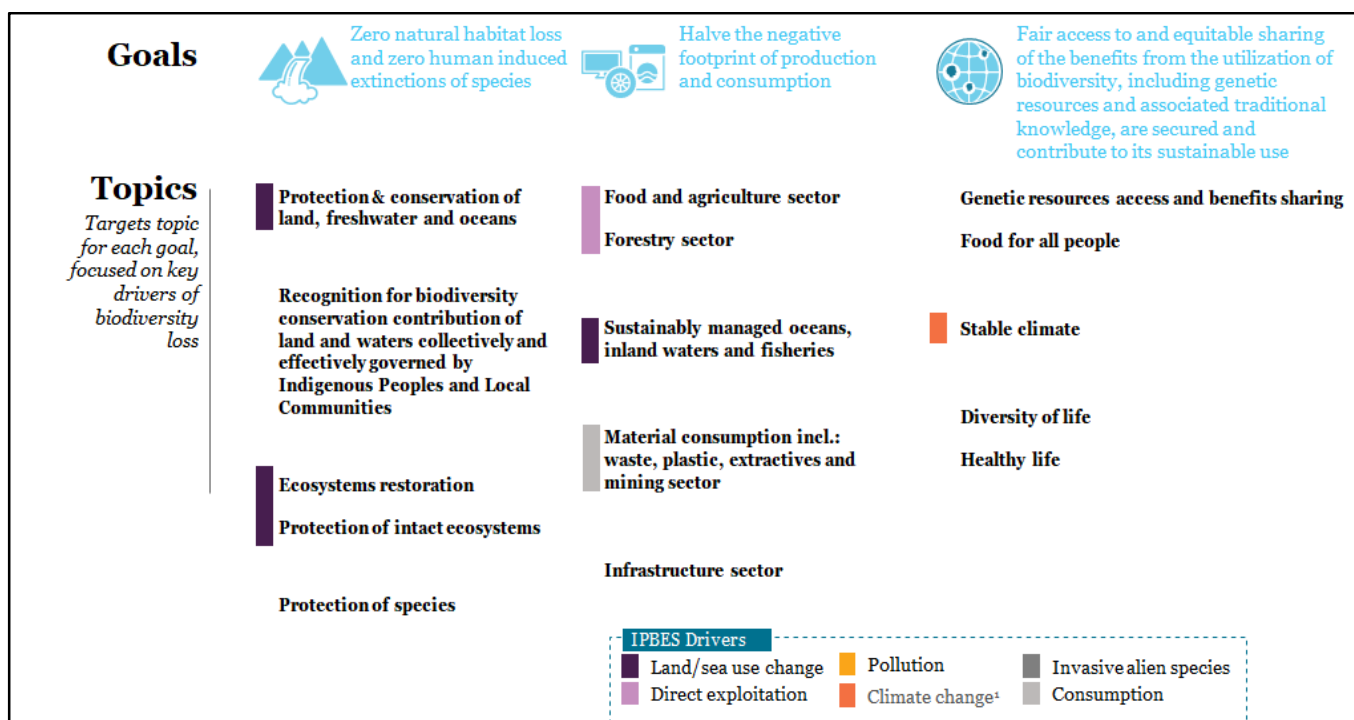 Goals
Zero natural habitat loss
and zero human induced
extinctions of species
Halve the negative
footprint of production
and consumption
Fair access to and equitable sharing
of the benefits from the utilization of
biodiversity, including genetic
resources and associated traditional
knowledge, are secured and
contribute to its sustainable use
Topics
Targets topic
for each goal,
focused on key
drivers of
biodiversity
loss
Protection & conservation of
land, freshwater and oceans
Recognition for biodiversity
conservation contribution of
land and waters collectively and
effectively governed by
Indigenous Peoples and Local
Communities
Ecosystems restoration
Protection of intact ecosystems
Protection of species
Food and agriculture sector
Forestry sector
Sustainably managed oceans,
inland waters and fisheries
Material consumption incl.:
waste, plastic, extractives and
mining sector
Infrastructure sector
Genetic resources access and benefits sharing
Food for all people
Stable climate
Diversity of life
Healthy life
IPBES Drivers
Land/sea use change
Direct exploitation
Pollution
Climate change¹
Invasive alien species
Consumption